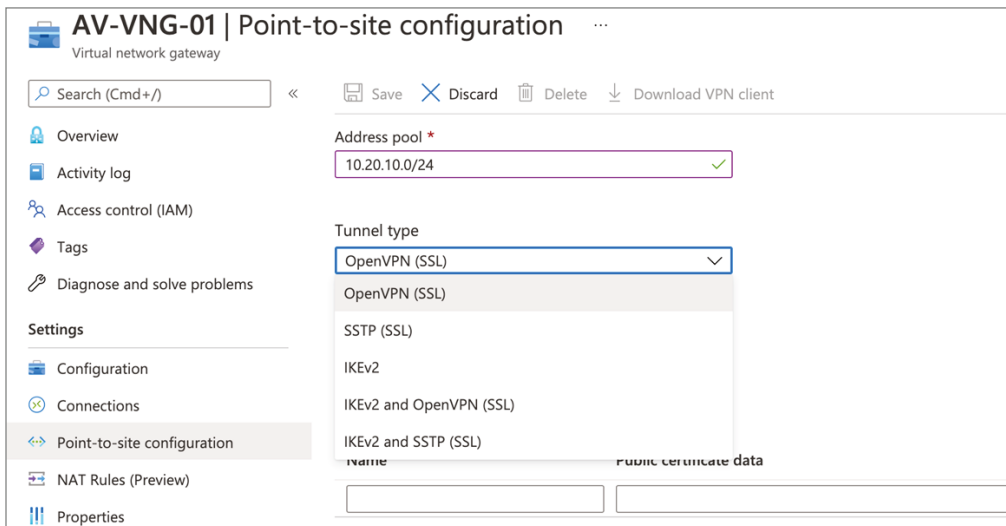 AV-VNG-01 | Point-to-site configuration ...
Virtual network gateway
Search (Cmd+/)
«
Save
Discard
Delete
Download VPN client
Overview
Activity log
Access control (IAM)
Tags
Diagnose and solve problems
Settings
Configuration
Connections
Point-to-site configuration
NAT Rules (Preview)
Properties
Address pool *
10.20.10.0/24
Tunnel type
OpenVPN (SSL)
OpenVPN (SSL)
SSTP (SSL)
IKEv2
IKEv2 and OpenVPN (SSL)
IKEv2 and SSTP (SSL)
Name
Public certificate data